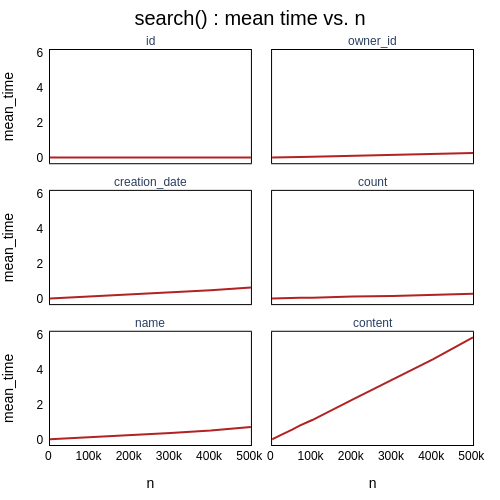 search() : mean time vs. n
id
owner_id
mean_time
6
4
2
0
creation_date
count
mean_time
6
4
2
0
name
content
mean_time
6
4
2
0
0 100k 200k 300k 400k 500k
0 100k 200k 300k 400k 500k
n
n